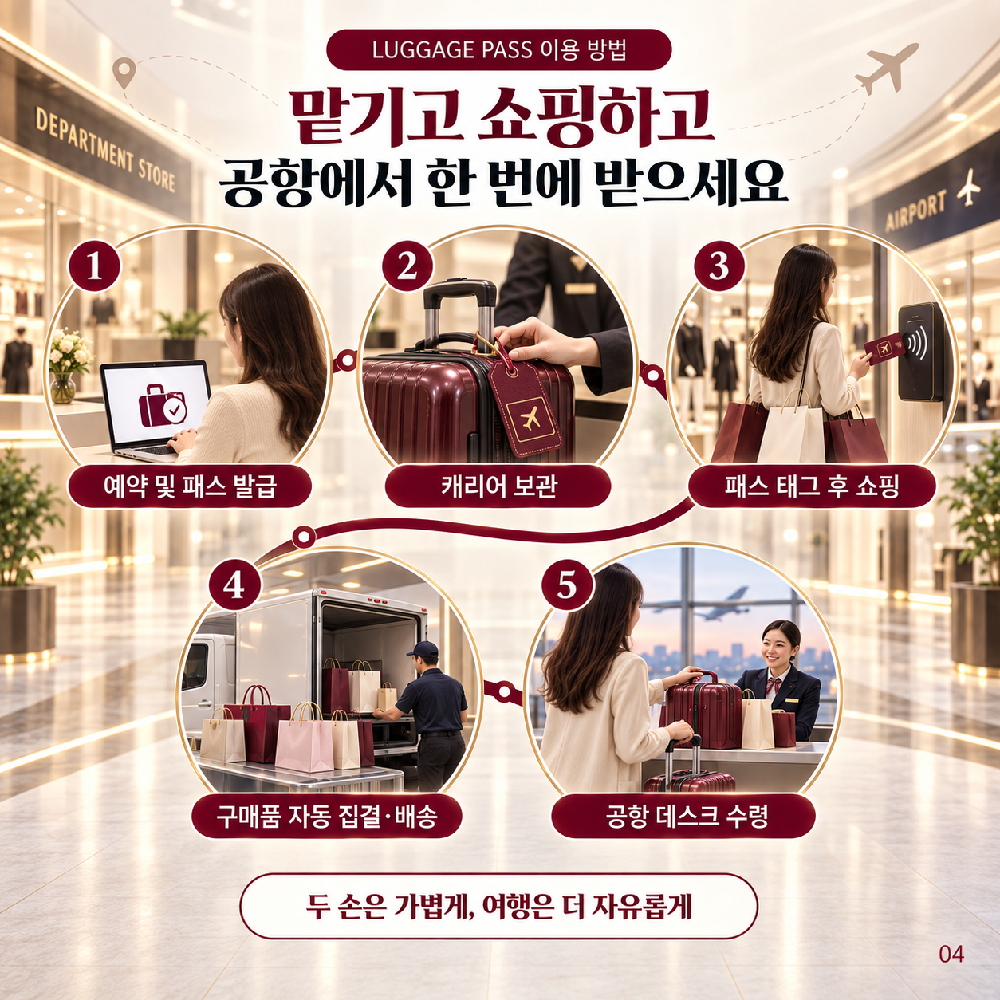 LUGGAGE PASS 이용 방법
맡기고 쇼핑하고
공항에서 한 번에 받으세요
DEPARTMENT STORE
AIRPORT
1
예약 및 패스 발급
2
캐리어 보관
3
패스 태그 후 쇼핑
4
구매품 자동 집결·배송
5
공항 데스크 수령
두 손은 가볍게, 여행은 더 자유롭게
04